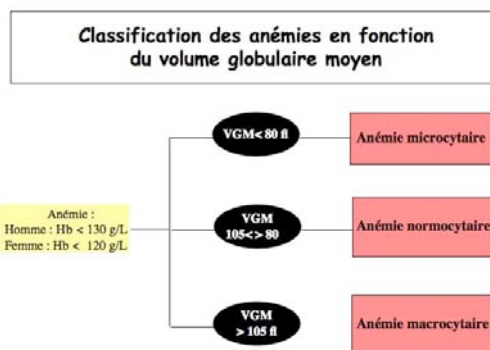 Classification des anémies en fonction
du volume globulaire moyen
VGM< 80 fl
Anémie microcytaire
Anémie :
Homme : Hb < 130 g/L
Femme : Hb < 120 g/L
VGM
105<> 80
Anémie normocytaire
VGM
> 105 fl
Anémie macrocytaire